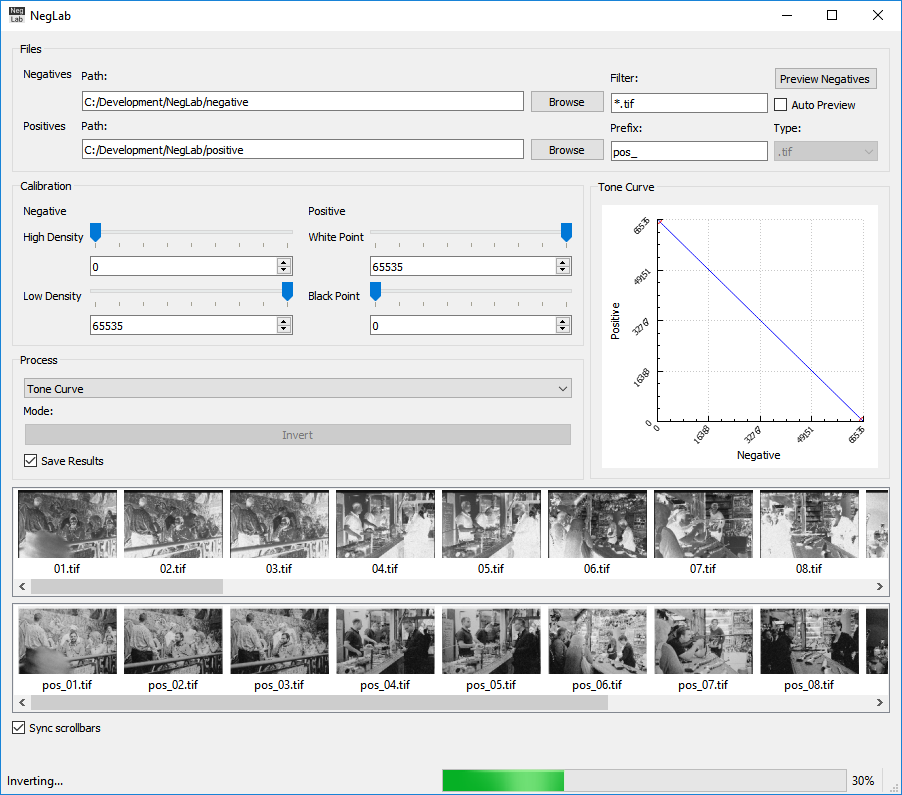 Neg
Lab
NegLab
Files
Negatives
Path:
C:/Development/NegLab/negative
Browse
Filter:
*.tif
Preview Negatives
Auto Preview
Positives
Path:
C:/Development/NegLab/positive
Browse
Prefix:
pos_
Type:
.tif
Calibration
Negative
High Density
0
Low Density
65535
Positive
White Point
65535
Black Point
0
Process
Tone Curve
Mode:
Invert
Save Results
Tone Curve
65535
49151
32767
16383
0
Positive
0
16383
32767
49151
65535
Negative
01.tif
02.tif
03.tif
04.tif
05.tif
06.tif
07.tif
08.tif
pos_01.tif
pos_02.tif
pos_03.tif
pos_04.tif
pos_05.tif
pos_06.tif
pos_07.tif
pos_08.tif
Sync scrollbars
Inverting...
30%